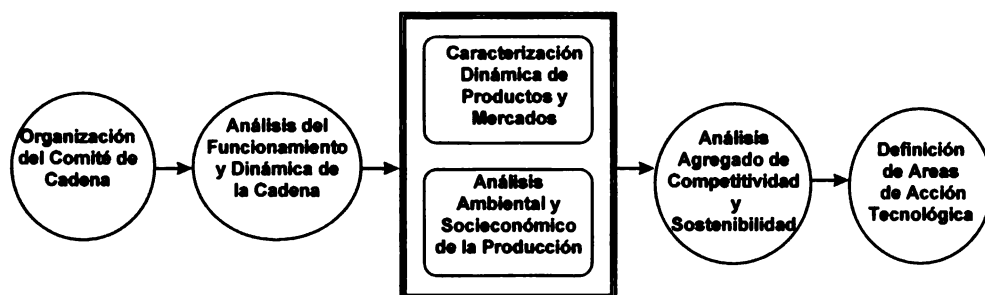 Organización
del Comité de
Cadena
Análisis del
Funcionamiento
y Dinámica de
la Cadena
Caracterización
Dinámica de
Productos y
Mercados
Análisis
Ambiental y
Socieconómico
de la Producción
Análisis
Agregado de
Competitividad
y
Sostenibilidad
Definición
de Areas
de Acción
Tecnológica